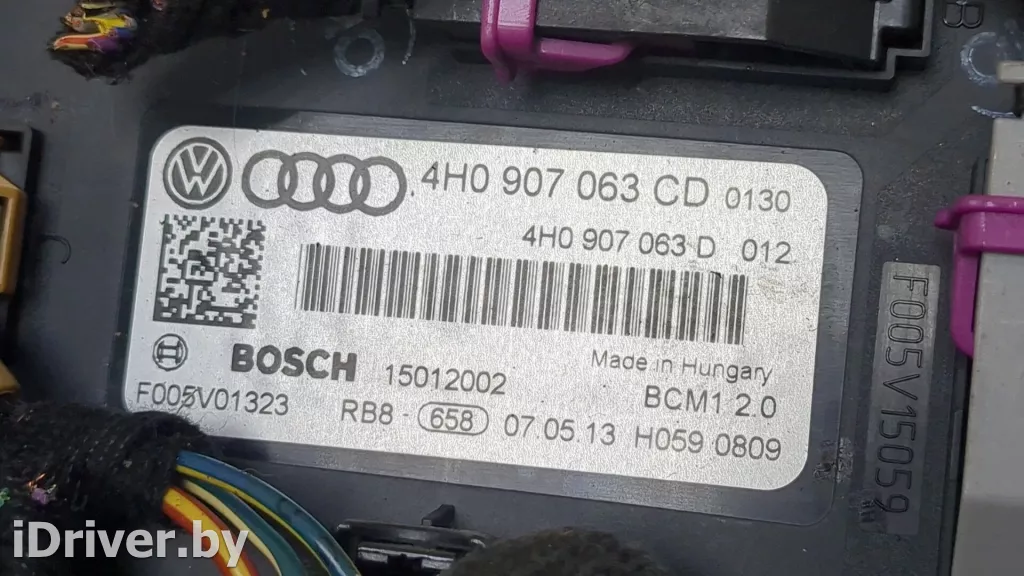 4H0 907 063 CD 0130
4H0 907 063 D 012
BOSCH 15012002
Made in Hungary
F005V01323
BCM1 2.0
RB8 - 658 07.05.13 H059 0809
F005V15059
B
iDriver.by